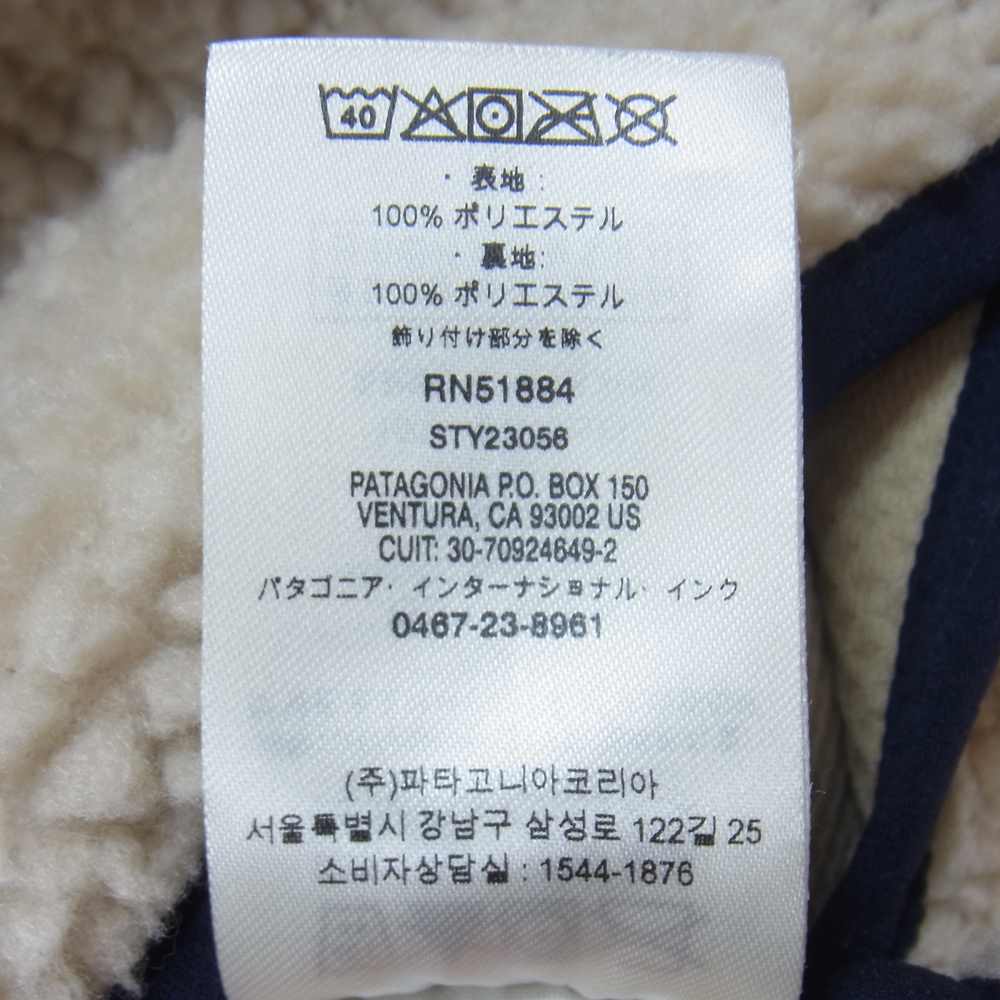 40
・表地:
100% ポリエステル
・裏地:
100% ポリエステル
飾り付け部分を除く
RN51884
STY23056
PATAGONIA P.O. BOX 150
VENTURA, CA 93002 US
CUIT: 30-70924649-2
パタゴニア・インターナショナル・インク
0467-23-8961
(주)파타고니아코리아
서울특별시 강남구 삼성로 122길 25
소비자상담실 : 1544-1876